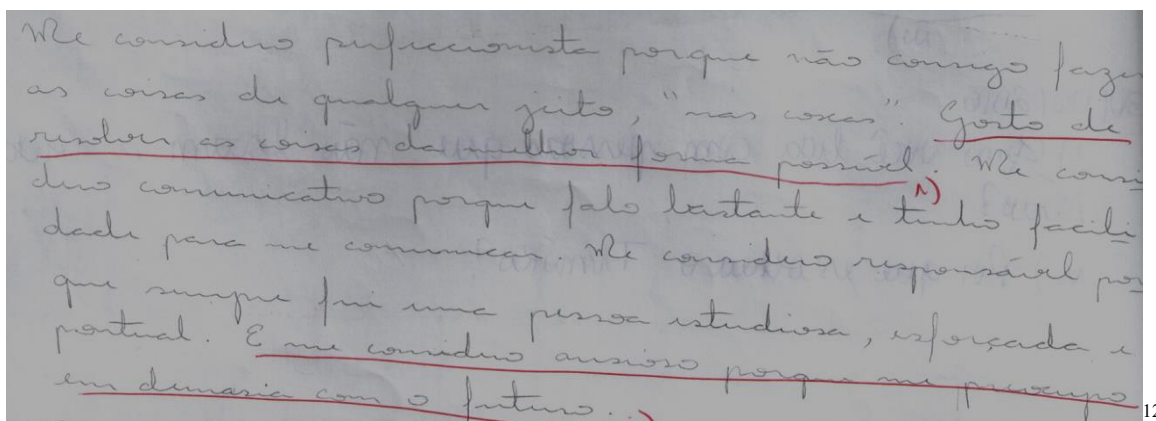 Me considero perfeccionista porque não consigo fazer
as coisas de qualquer jeito, "nas coxas". Gosto de
resolver as coisas da melhor forma possível. Me consi
1)
dero comunicativo porque falo bastante e tenho facili
dade para me comunicar. Me considero responsável por
que sempre fui uma pessoa estudiosa, esforçada e
pontual. E me considero ansioso porque me preocupo
em demasia com o futuro.
12